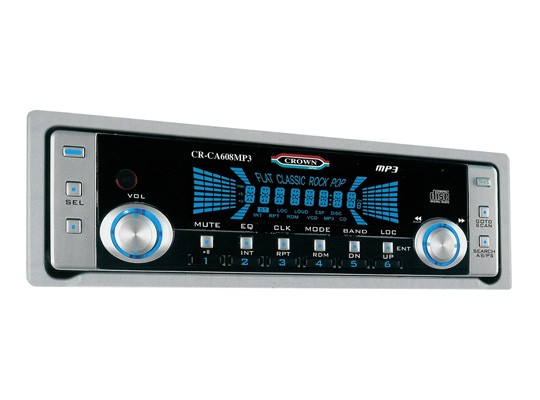 CR-CA608MP3
CROWN
MP3
FLAT CLASSIC ROCK POP
LOC LOUD ESP DISC
INT RPT RDM VCD MP3 CD
VOL
SEL
MUTE EQ CLK MODE BAND LOC
ENT
INT RPT RDM DN UP
1 2 3 4 5 6
GOTO
SCAN
SEARCH
AS/PS